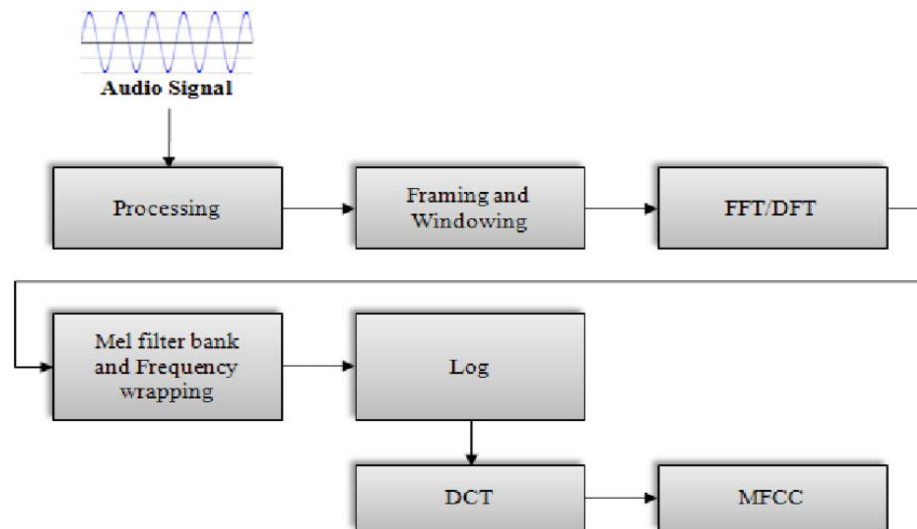 Audio Signal
Processing
Framing and
Windowing
FFT/DFT
Mel filter bank
and Frequency
wrapping
Log
DCT
MFCC